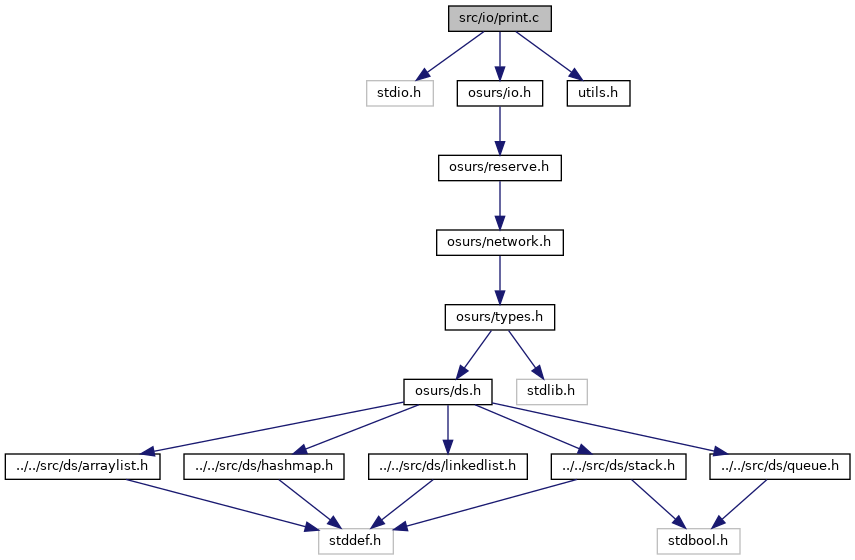 src/io/print.c
stdio.h
osurs/io.h
utils.h
osurs/reserve.h
osurs/network.h
osurs/types.h
osurs/ds.h
stdlib.h
../../src/ds/arraylist.h
../../src/ds/hashmap.h
../../src/ds/linkedlist.h
../../src/ds/stack.h
../../src/ds/queue.h
stddef.h
stdbool.h